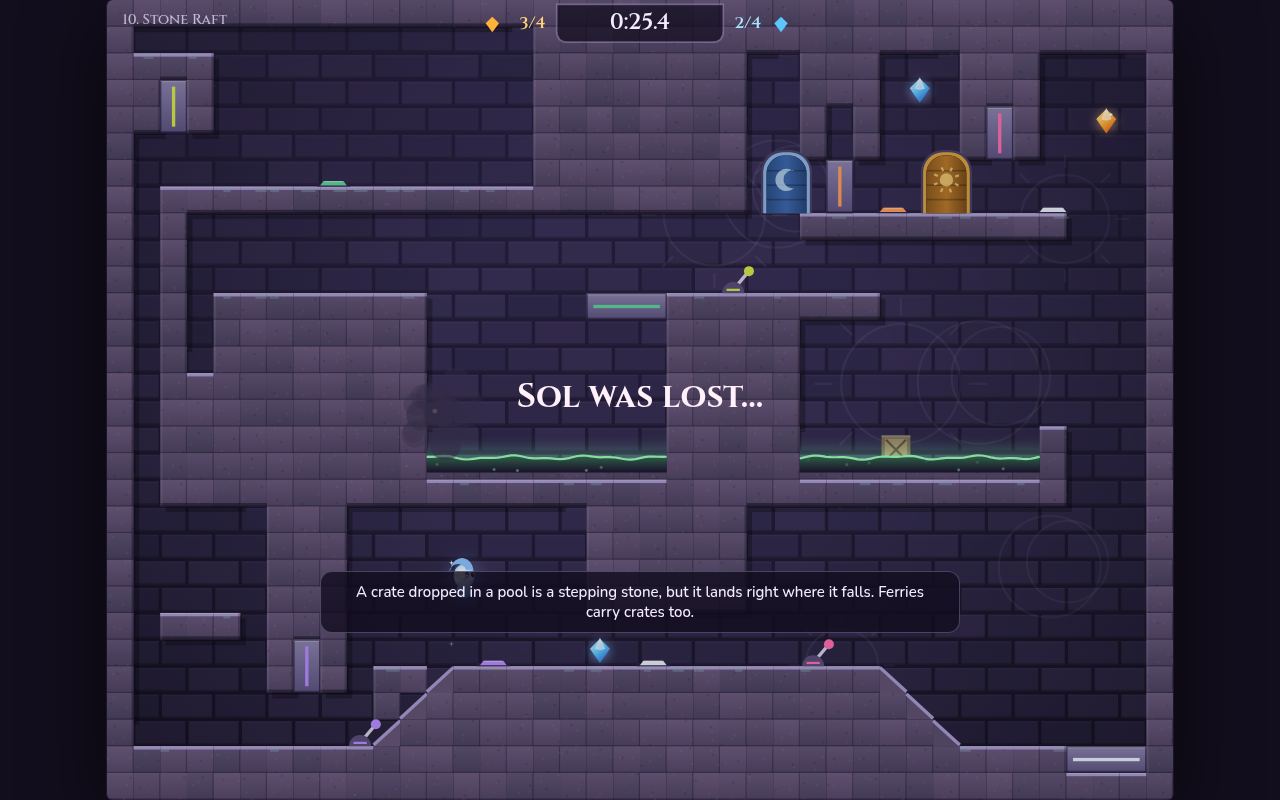 10. Stone Raft
3/4
0:25.4
2/4
Sol was lost...
A crate dropped in a pool is a stepping stone, but it lands right where it falls. Ferries
carry crates too.